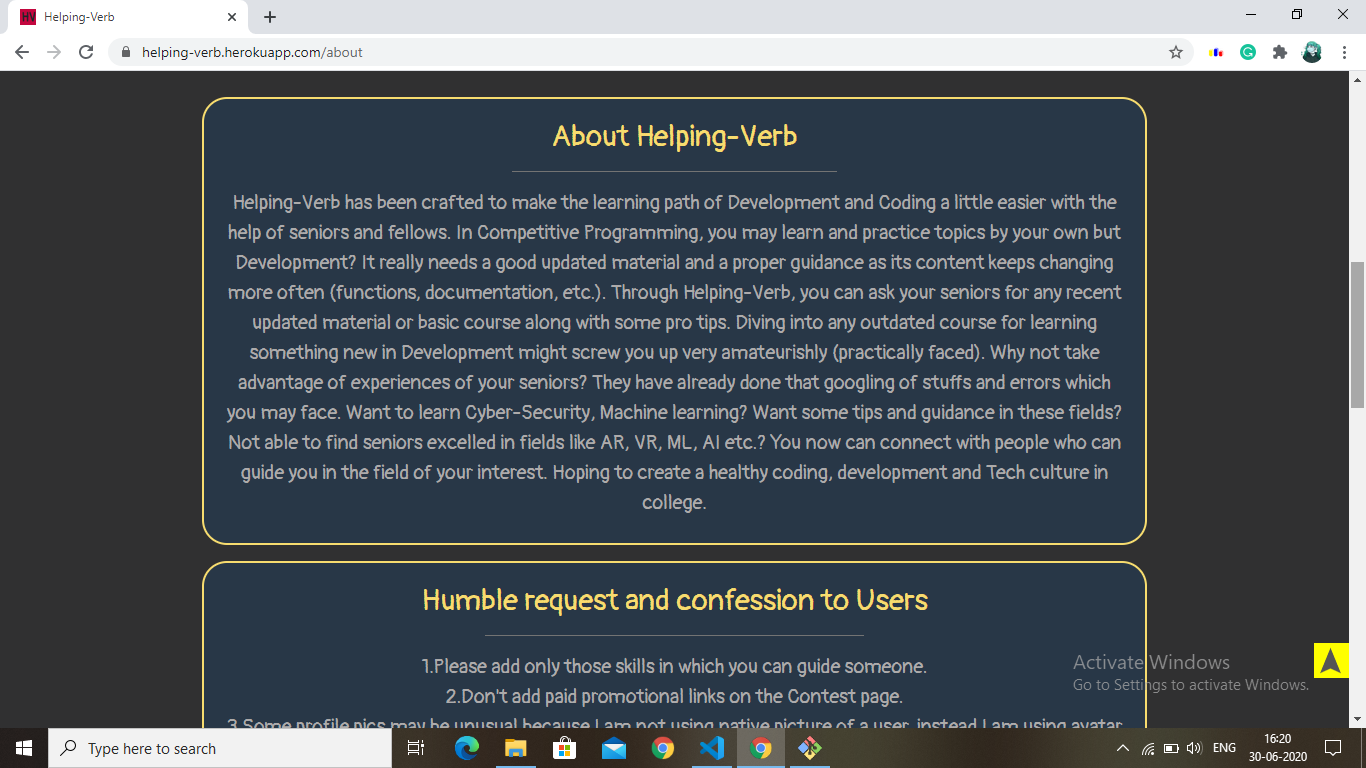 HV Helping-Verb
helping-verb.herokuapp.com/about
About Helping-Verb
Helping-Verb has been crafted to make the learning path of Development and Coding a little easier with the
help of seniors and fellows. In Competitive Programming, you may learn and practice topics by your own but
Development? It really needs a good updated material and a proper guidance as its content keeps changing
more often (functions, documentation, etc.). Through Helping-Verb, you can ask your seniors for any recent
updated material or basic course along with some pro tips. Diving into any outdated course for learning
something new in Development might screw you up very amateurishly (practically faced). Why not take
advantage of experiences of your seniors? They have already done that googling of stuffs and errors which
you may face. Want to learn Cyber-Security, Machine learning? Want some tips and guidance in these fields?
Not able to find seniors excelled in fields like AR, VR, ML, AI etc.? You now can connect with people who can
guide you in the field of your interest. Hoping to create a healthy coding, development and Tech culture in
college.
Humble request and confession to Users
1.Please add only those skills in which you can guide someone.
2.Don't add paid promotional links on the Contest page.
3.Some profile pics may be unusual because I am not using native picture of a user, instead I am using avatar
Activate Windows
Go to Settings to activate Windows.
Type here to search
ENG
16:20
30-06-2020